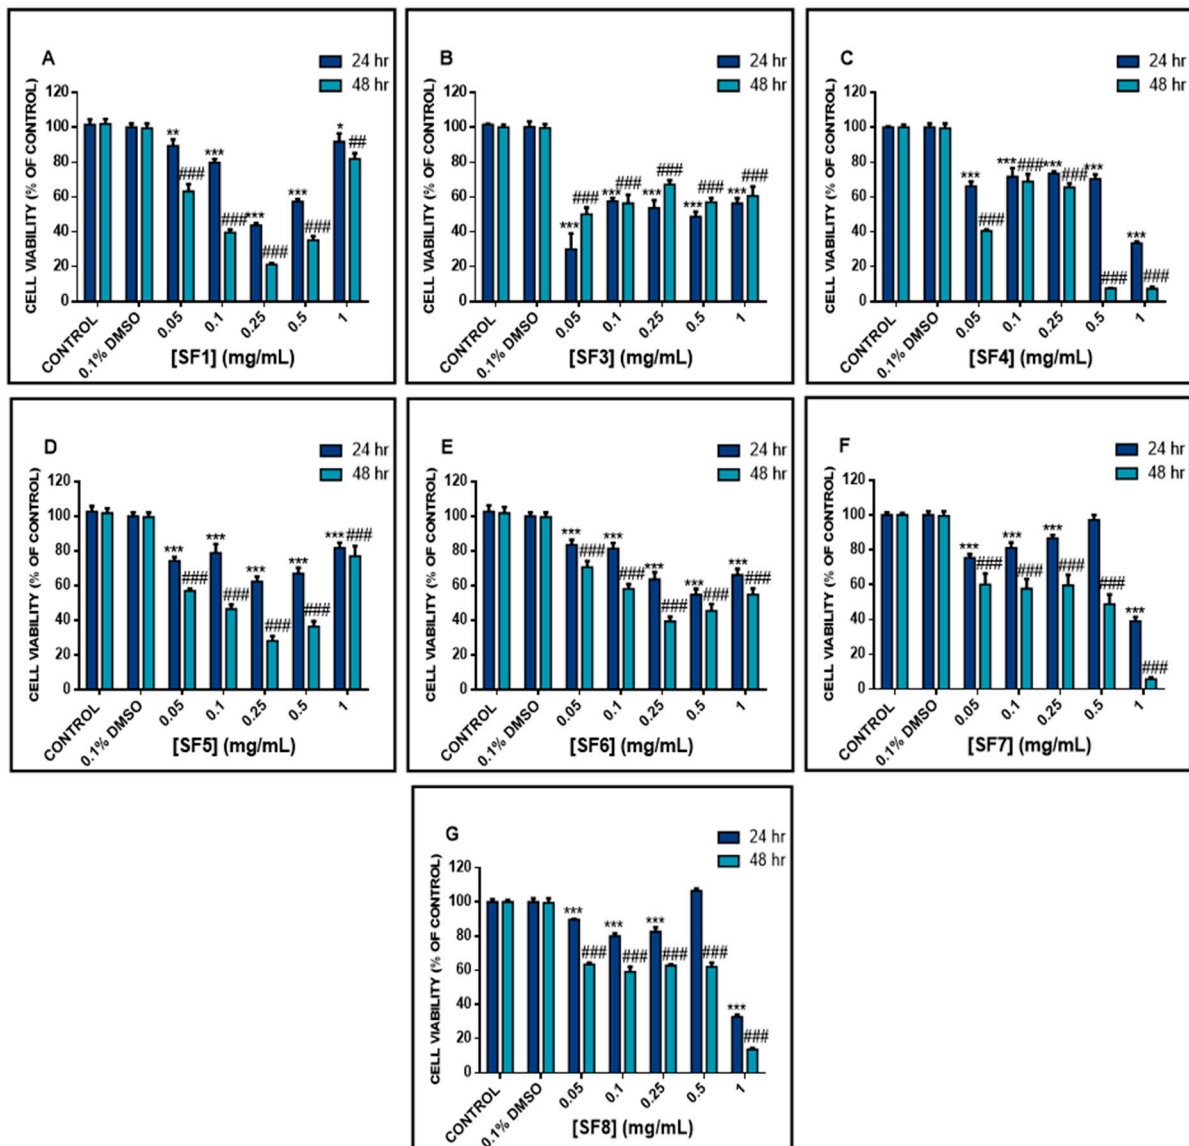 A
24 hr
48 hr
CELL VIABILITY (% OF CONTROL)
120
100
80
60
40
20
0
** ### *** ### *** ### *** ### * ##
CONTROL 0.1% DMSO 0.05 0.1 0.25 0.5 1
[SF1] (mg/mL)
B
24 hr
48 hr
CELL VIABILITY (% OF CONTROL)
120
100
80
60
40
20
0
*** ### *** ### *** ### *** ### *** ###
CONTROL 0.1% DMSO 0.05 0.1 0.25 0.5 1
[SF3] (mg/mL)
C
24 hr
48 hr
CELL VIABILITY (% OF CONTROL)
120
100
80
60
40
20
0
*** ### *** ### *** ### *** ### *** ###
CONTROL 0.1% DMSO 0.05 0.1 0.25 0.5 1
[SF4] (mg/mL)
D
24 hr
48 hr
CELL VIABILITY (% OF CONTROL)
120
100
80
60
40
20
0
*** ### *** ### *** ### *** ### *** ###
CONTROL 0.1% DMSO 0.05 0.1 0.25 0.5 1
[SF5] (mg/mL)
E
24 hr
48 hr
CELL VIABILITY (% OF CONTROL)
120
100
80
60
40
20
0
*** ### *** ### *** ### *** ### *** ###
CONTROL 0.1% DMSO 0.05 0.1 0.25 0.5 1
[SF6] (mg/mL)
F
24 hr
48 hr
CELL VIABILITY (% OF CONTROL)
120
100
80
60
40
20
0
*** ### *** ### *** ### ### *** ###
CONTROL 0.1% DMSO 0.05 0.1 0.25 0.5 1
[SF7] (mg/mL)
G
24 hr
48 hr
CELL VIABILITY (% OF CONTROL)
120
100
80
60
40
20
0
*** ### *** ### *** ### ### *** ###
CONTROL 0.1% DMSO 0.05 0.1 0.25 0.5 1
[SF8] (mg/mL)